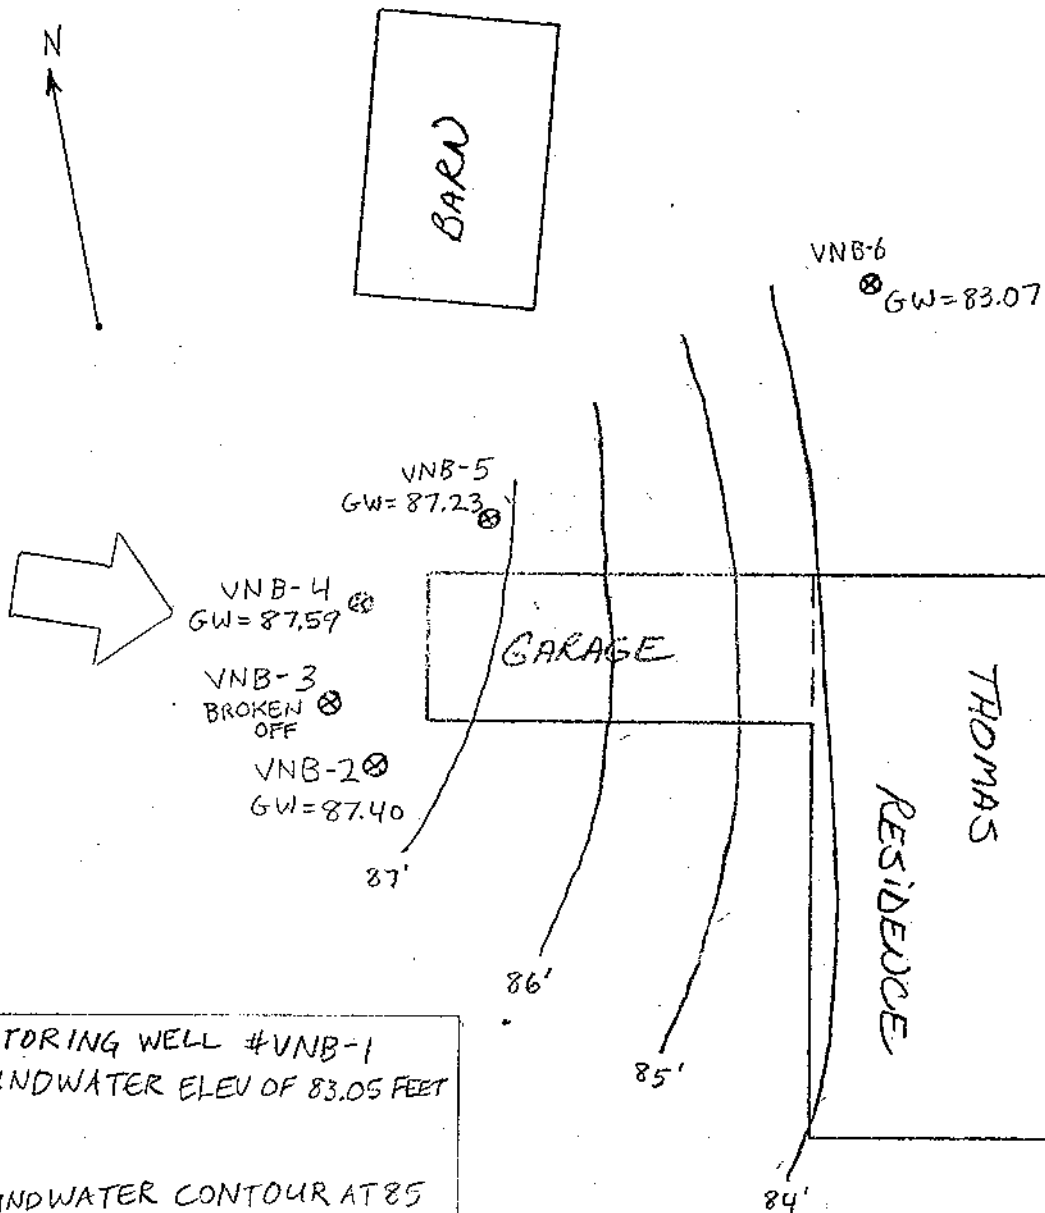 N
BARN
VNB-6
GW=83.07
VNB-5
GW=87.23
VNB-4
GW=87.59
VNB-3
BROKEN
OFF
VNB-2
GW=87.40
GARAGE
THOMAS
RESIDENCE
87'
86'
85'
84'
TORING WELL #VNB-1
NDWATER ELEV OF 83.05 FEET
NDWATER CONTOUR AT 85